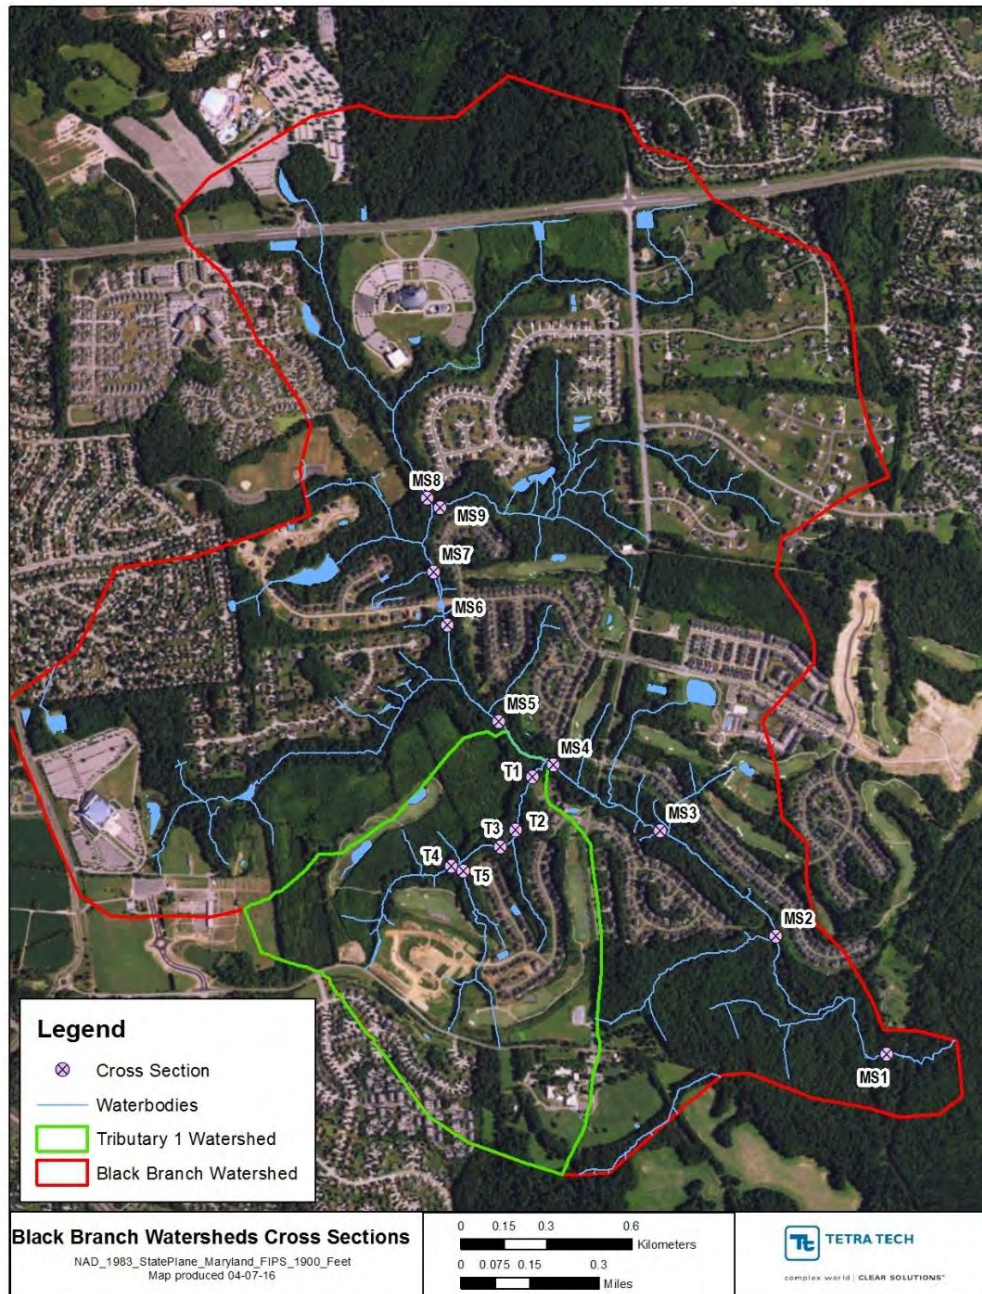 MS8
MS9
MS7
MS6
MS5
MS4
T1
MS3
T2
T3
T4
T5
MS2
MS1
Legend
Cross Section
Waterbodies
Tributary 1 Watershed
Black Branch Watershed
Black Branch Watersheds Cross Sections
NAD_1983_StatePlane_Maryland_FIPS_1900_Feet
Map produced 04-07-16
0 0.15 0.3 0.6
Kilometers
0 0.075 0.15 0.3
Miles
Tt TETRA TECH
complex world | CLEAR SOLUTIONS™